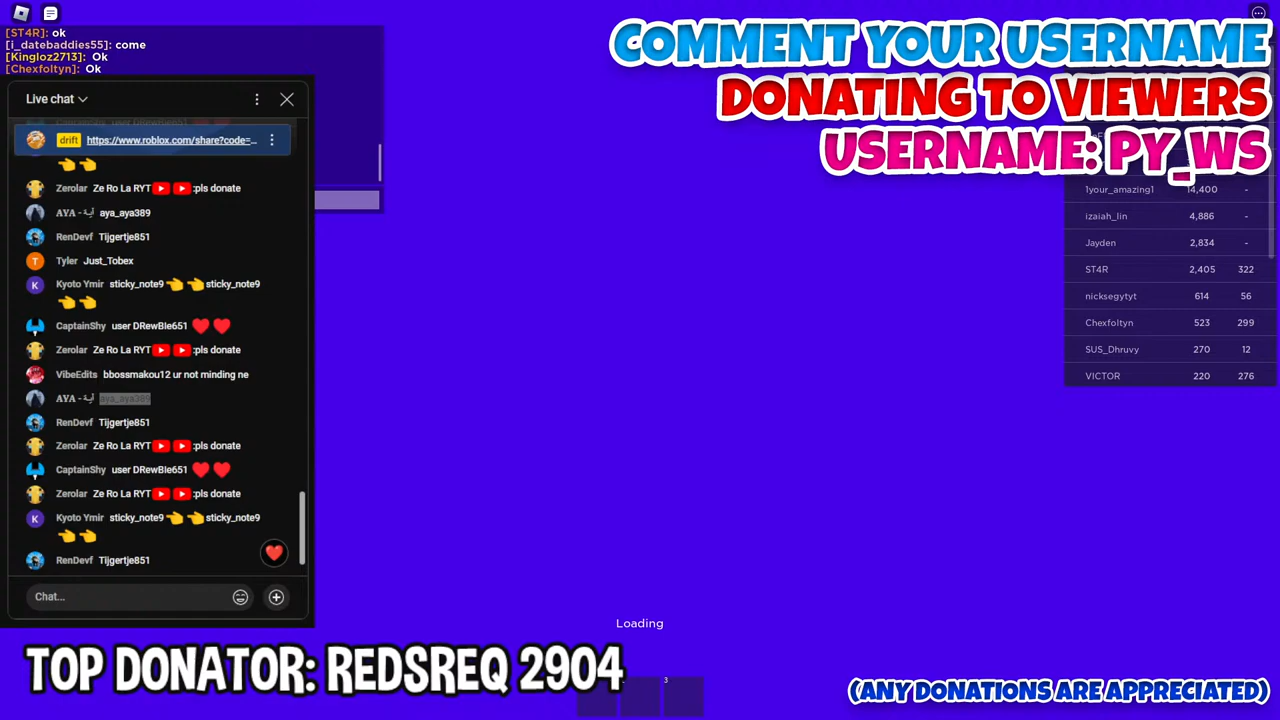 [ST4R]: ok
[i_datebaddies55]: come
[Kingloz2713]: Ok
[Chexfoltyn]: Ok
Live chat
drift https://www.roblox.com/share?code=...
Zerolar Ze Ro La RYT :pls donate
AYA - آيـة aya_aya389
RenDevf Tijgertje851
T Tyler Just_Tobex
K Kyoto Ymir sticky_note9 👈 👈 sticky_note9
👈 👈
CaptainShy user DRewBle651 ❤️ ❤️
Zerolar Ze Ro La RYT :pls donate
VibeEdits bbossmakou12 ur not minding ne
AYA - آيـة aya_aya389
RenDevf Tijgertje851
Zerolar Ze Ro La RYT :pls donate
CaptainShy user DRewBle651 ❤️ ❤️
Zerolar Ze Ro La RYT :pls donate
K Kyoto Ymir sticky_note9 👈 👈 sticky_note9
👈 👈
RenDevf Tijgertje851
Chat...
COMMENT YOUR USERNAME
DONATING TO VIEWERS
USERNAME: PY_WS
1your_amazing1 14,400 -
izaiah_lin 4,886 -
Jayden 2,834 -
ST4R 2,405 322
nicksegytyt 614 56
Chexfoltyn 523 299
SUS_Dhruvy 270 12
VICTOR 220 276
Loading
3
TOP DONATOR: REDSREQ 2904
(ANY DONATIONS ARE APPRECIATED)